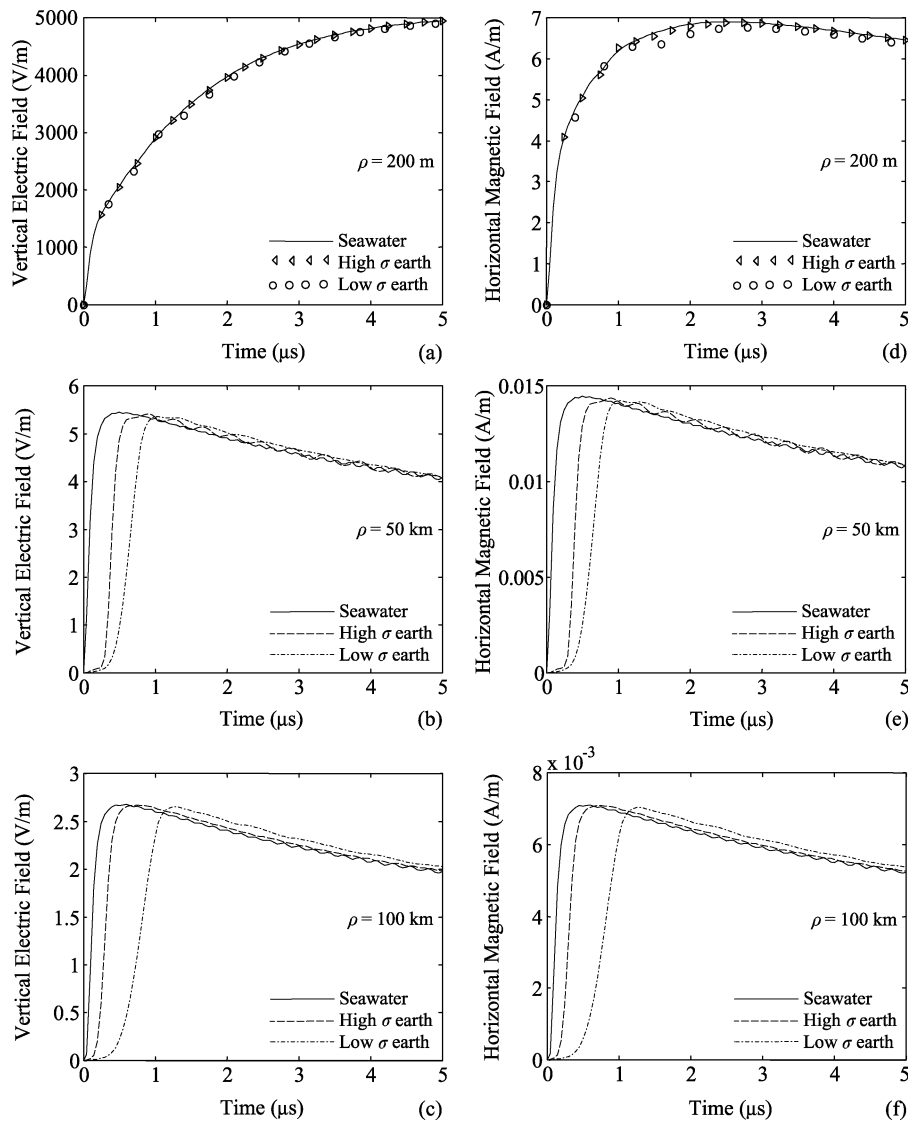 5000
4000
3000
2000
1000
0
Vertical Electric Field (V/m)
ρ = 200 m
Seawater
High σ earth
Low σ earth
0 1 2 3 4 5
Time (μs)
(a)
7
6
5
4
3
2
1
0
Horizontal Magnetic Field (A/m)
ρ = 200 m
Seawater
High σ earth
Low σ earth
0 1 2 3 4 5
Time (μs)
(d)
6
5
4
3
2
1
0
Vertical Electric Field (V/m)
ρ = 50 km
Seawater
High σ earth
Low σ earth
0 1 2 3 4 5
Time (μs)
(b)
0.015
0.01
0.005
0
Horizontal Magnetic Field (A/m)
ρ = 50 km
Seawater
High σ earth
Low σ earth
0 1 2 3 4 5
Time (μs)
(e)
3
2.5
2
1.5
1
0.5
0
Vertical Electric Field (V/m)
ρ = 100 km
Seawater
High σ earth
Low σ earth
0 1 2 3 4 5
Time (μs)
(c)
x 10⁻³
8
6
4
2
0
Horizontal Magnetic Field (A/m)
ρ = 100 km
Seawater
High σ earth
Low σ earth
0 1 2 3 4 5
Time (μs)
(f)